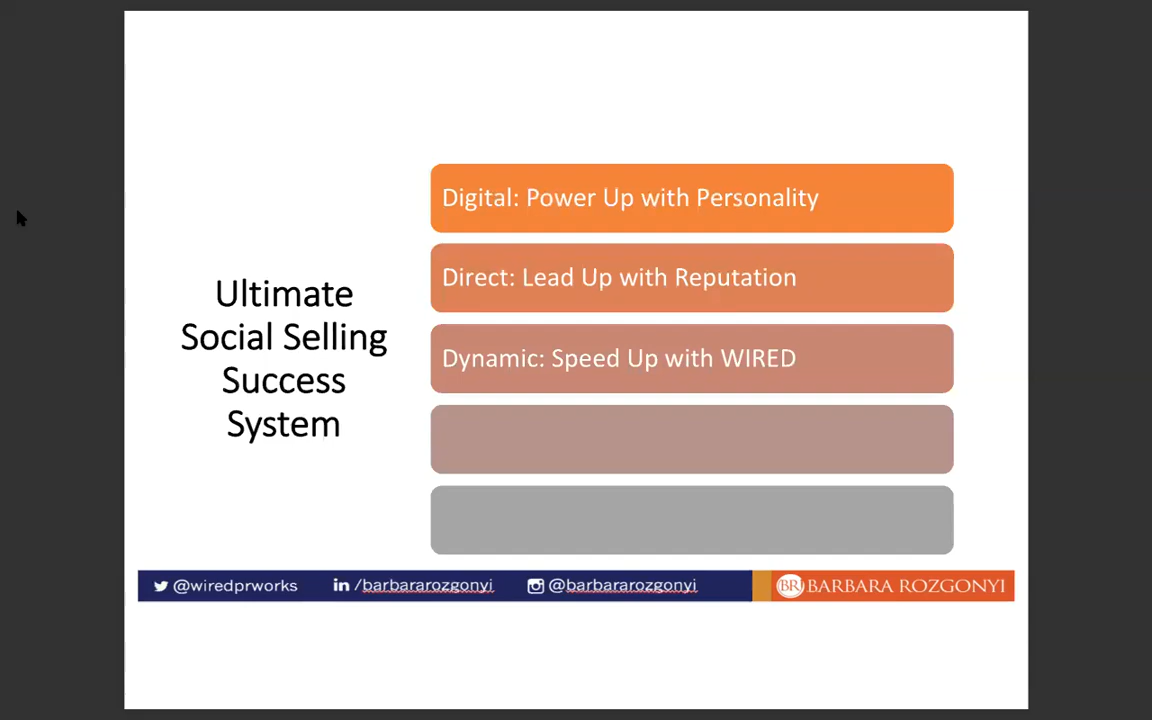 Ultimate
Social Selling
Success
System
Digital: Power Up with Personality
Direct: Lead Up with Reputation
Dynamic: Speed Up with WIRED
@wiredprworks in /barbararozgonyi @barbararozgonyi BR BARBARA ROZGONYI